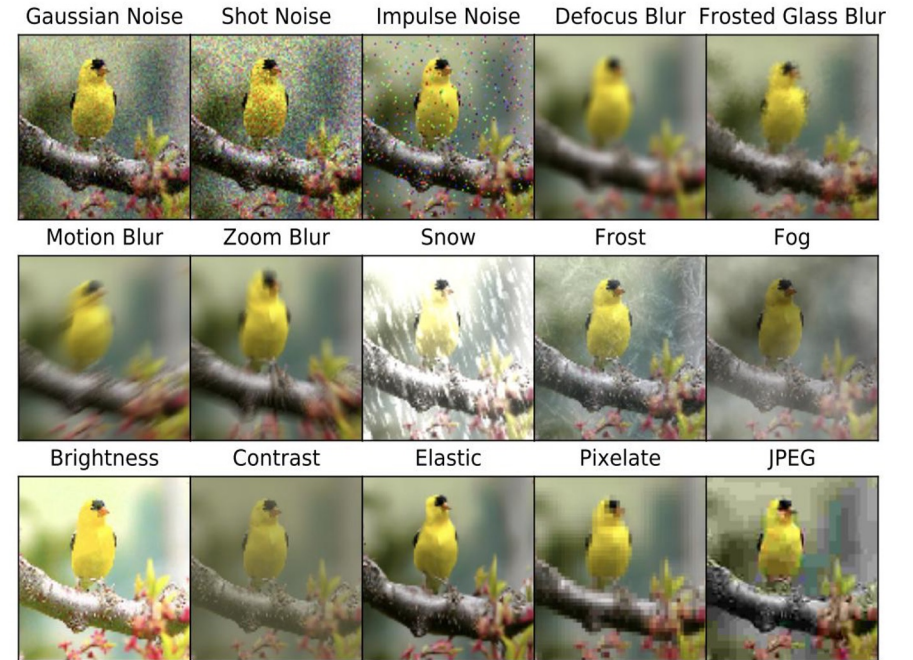 Gaussian Noise Shot Noise Impulse Noise Defocus Blur Frosted Glass Blur
Motion Blur Zoom Blur Snow Frost Fog
Brightness Contrast Elastic Pixelate JPEG